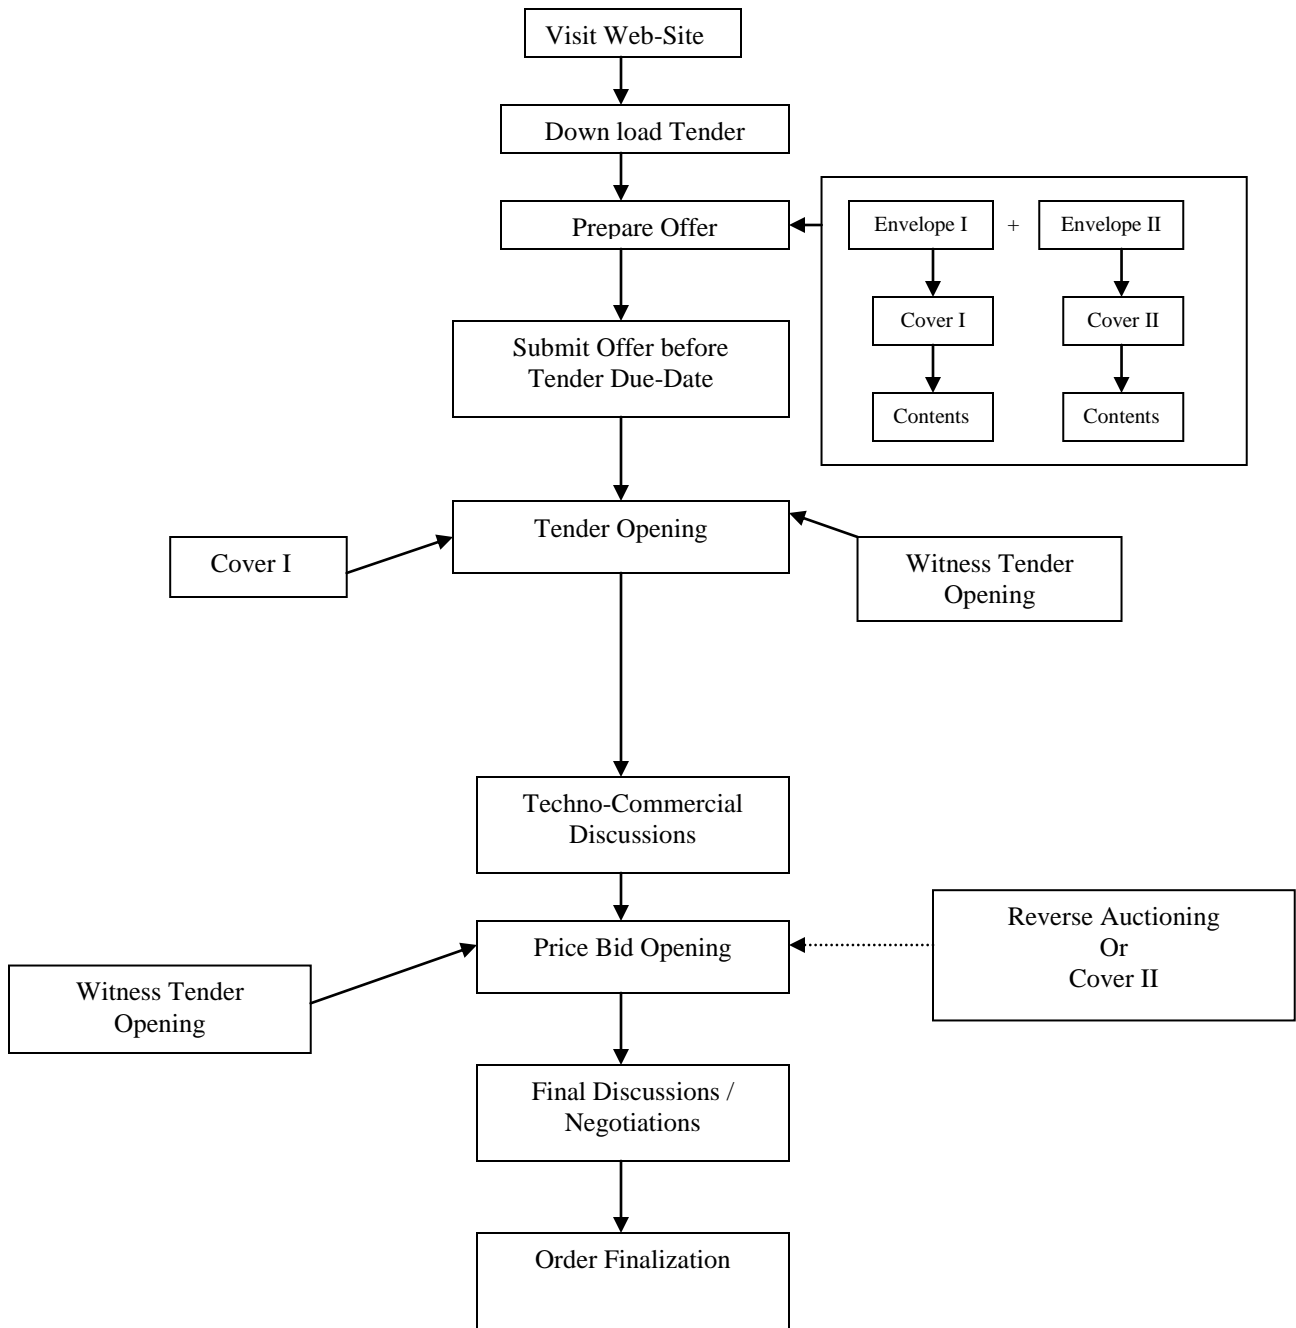 Visit Web-Site
Down load Tender
Prepare Offer
Envelope I
+
Envelope II
Cover I
Cover II
Contents
Contents
Submit Offer before
Tender Due-Date
Tender Opening
Cover I
Witness Tender
Opening
Techno-Commercial
Discussions
Price Bid Opening
Reverse Auctioning
Or
Cover II
Witness Tender
Opening
Final Discussions /
Negotiations
Order Finalization